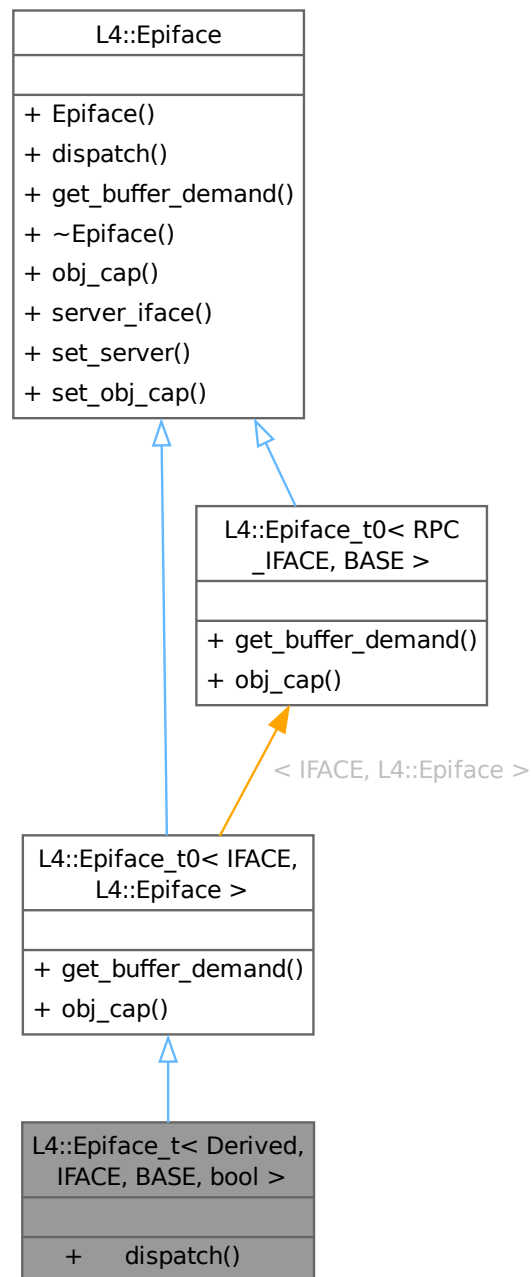 L4::Epiface
+ Epiface()
+ dispatch()
+ get_buffer_demand()
+ ~Epiface()
+ obj_cap()
+ server_iface()
+ set_server()
+ set_obj_cap()
L4::Epiface_t0< RPC
_IFACE, BASE >
+ get_buffer_demand()
+ obj_cap()
< IFACE, L4::Epiface >
L4::Epiface_t0< IFACE,
L4::Epiface >
+ get_buffer_demand()
+ obj_cap()
L4::Epiface_t< Derived,
IFACE, BASE, bool >
+ dispatch()